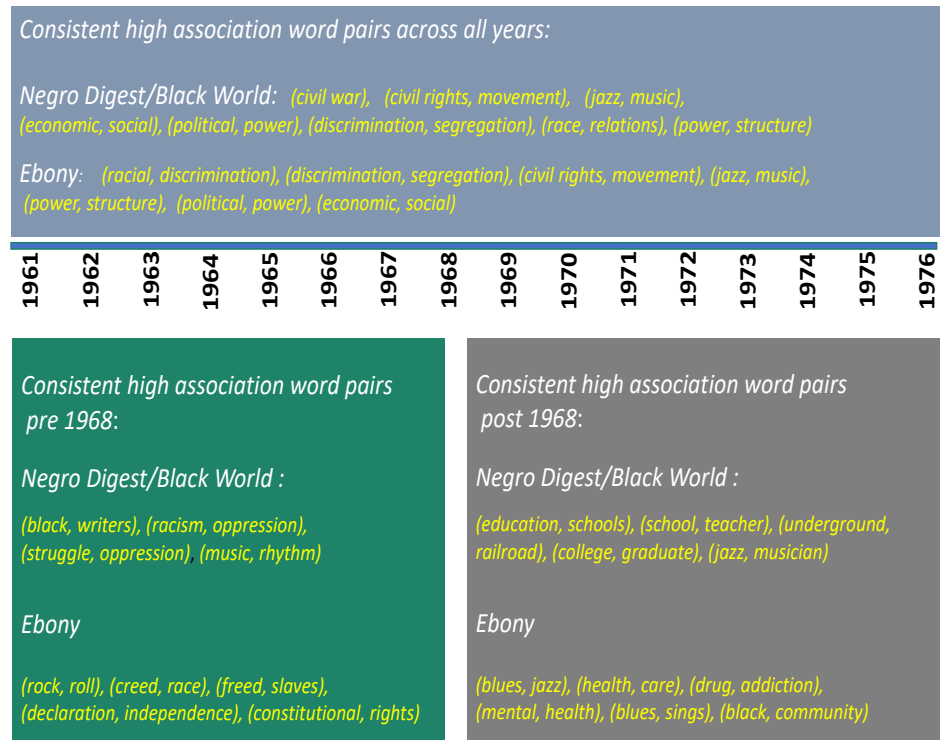 Consistent high association word pairs across all years:
Negro Digest/Black World: (civil war), (civil rights, movement), (jazz, music),
(economic, social), (political, power), (discrimination, segregation), (race, relations), (power, structure)
Ebony: (racial, discrimination), (discrimination, segregation), (civil rights, movement), (jazz, music),
(power, structure), (political, power), (economic, social)
1961 1962 1963 1964 1965 1966 1967 1968 1969 1970 1971 1972 1973 1974 1975 1976
Consistent high association word pairs
pre 1968:
Negro Digest/Black World :
(black, writers), (racism, oppression),
(struggle, oppression), (music, rhythm)
Ebony
(rock, roll), (creed, race), (freed, slaves),
(declaration, independence), (constitutional, rights)
Consistent high association word pairs
post 1968:
Negro Digest/Black World :
(education, schools), (school, teacher), (underground,
railroad), (college, graduate), (jazz, musician)
Ebony
(blues, jazz), (health, care), (drug, addiction),
(mental, health), (blues, sings), (black, community)